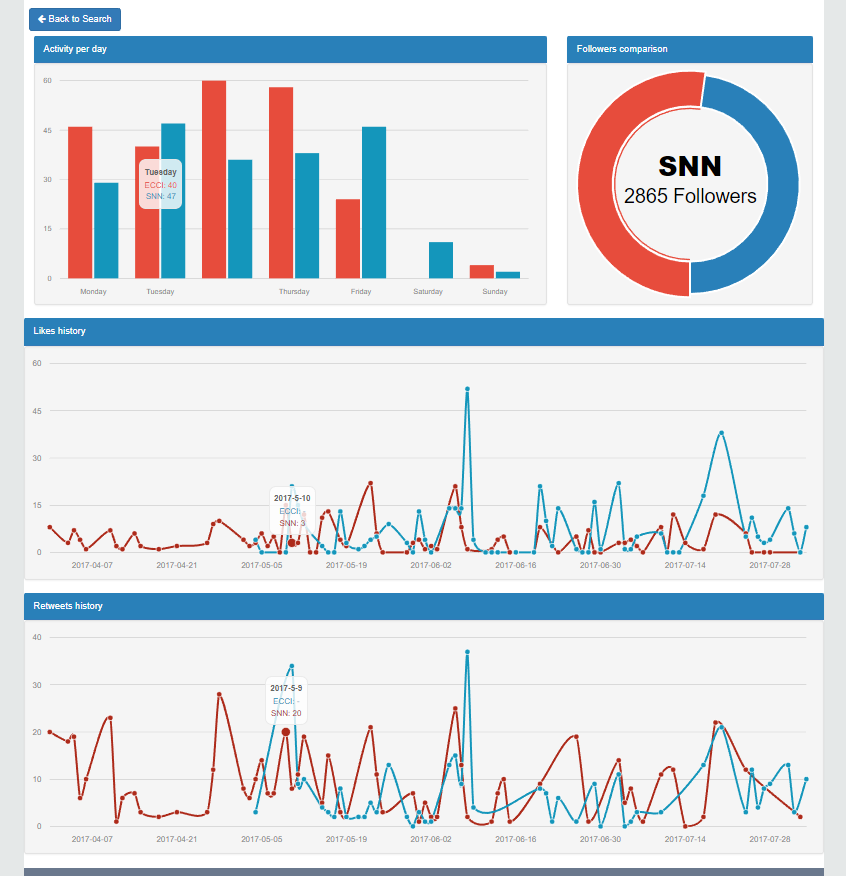 Back to Search
Activity per day
Followers comparison
60
45
30
15
0
Tuesday
ECCI: 40
SNN: 47
Monday Tuesday Thursday Friday Saturday Sunday
SNN
2865 Followers
Likes history
60
45
30
15
0
2017-5-10
ECCI: -
SNN: 3
2017-04-07 2017-04-21 2017-05-05 2017-05-19 2017-06-02 2017-06-16 2017-06-30 2017-07-14 2017-07-28
Retweets history
40
30
20
10
0
2017-5-9
ECCI: -
SNN: 20
2017-04-07 2017-04-21 2017-05-05 2017-05-19 2017-06-02 2017-06-16 2017-06-30 2017-07-14 2017-07-28